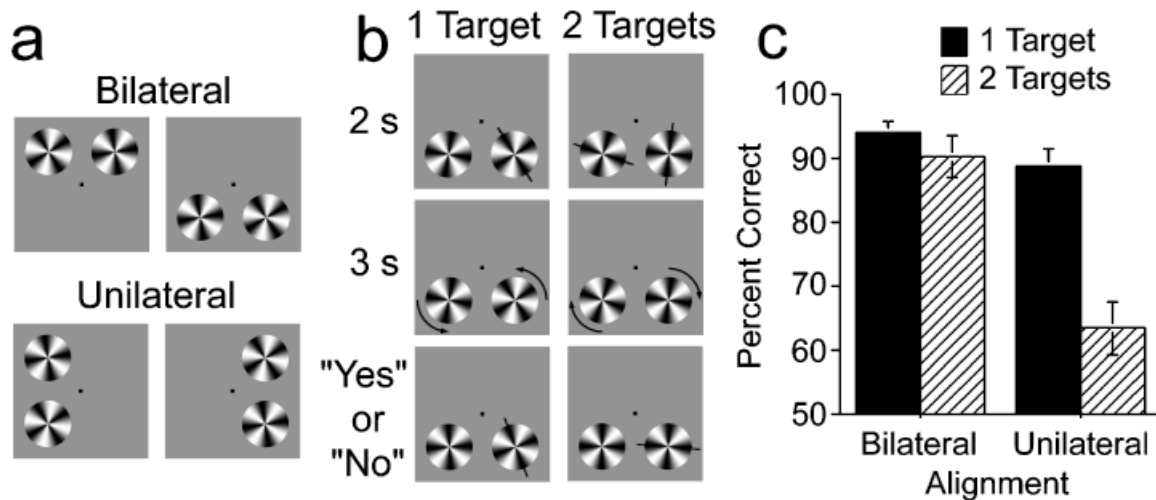 a
Bilateral
Unilateral
b
1 Target
2 Targets
2 s
3 s
"Yes"
or
"No"
c
1 Target
2 Targets
100
90
80
70
60
50
Percent Correct
Bilateral
Unilateral
Alignment